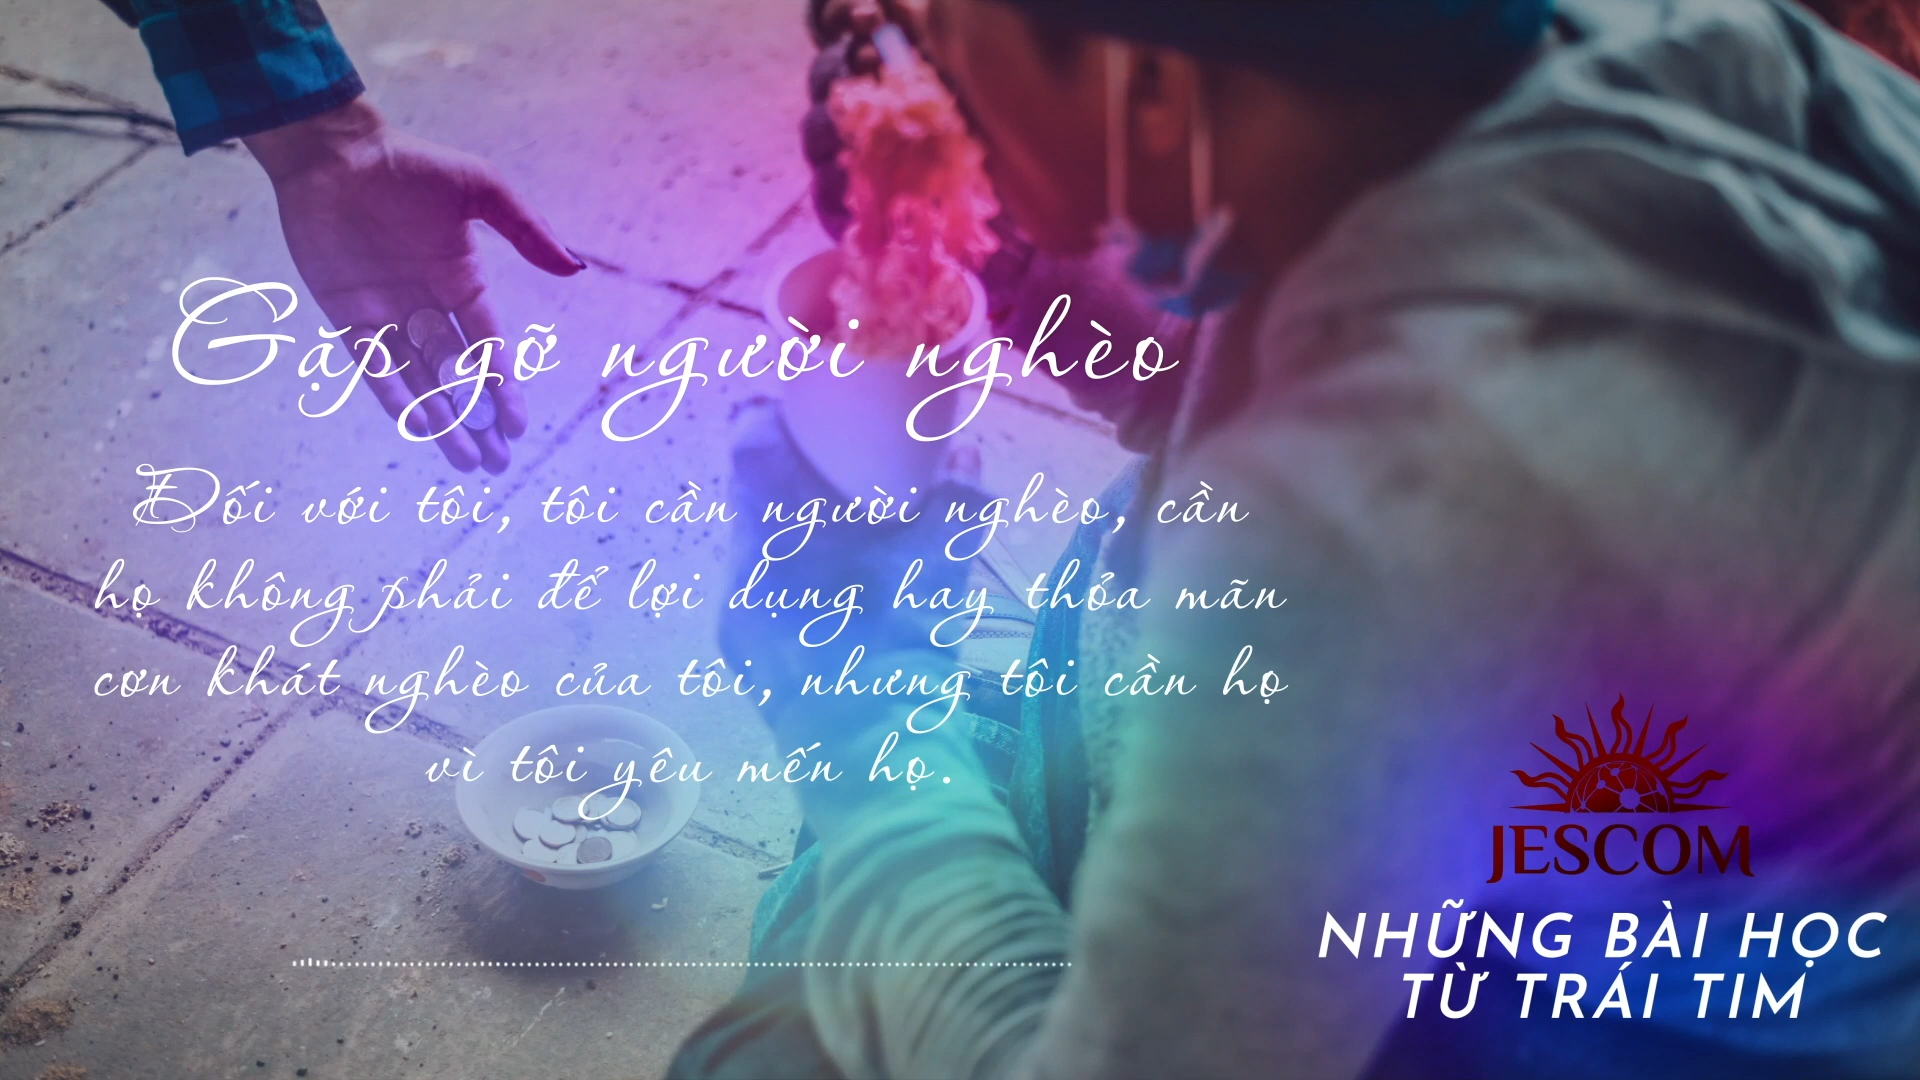 Gặp gỡ người nghèo
Đối với tôi, tôi cần người nghèo, cần
họ không phải để lợi dụng hay thỏa mãn
cơn khát nghèo của tôi, nhưng tôi cần họ
vì tôi yêu mến họ.
JESCOM
NHỮNG BÀI HỌC
TỪ TRÁI TIM